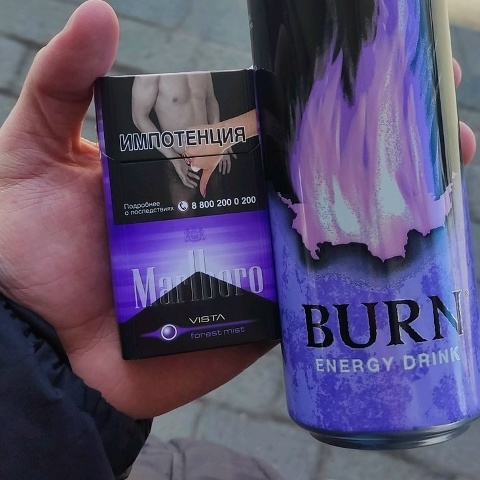 ИМПОТЕНЦИЯ
Подробнее
о последствиях 8 800 200 0 200
Marlboro
VISTA
forest mist
BURN
ENERGY DRINK